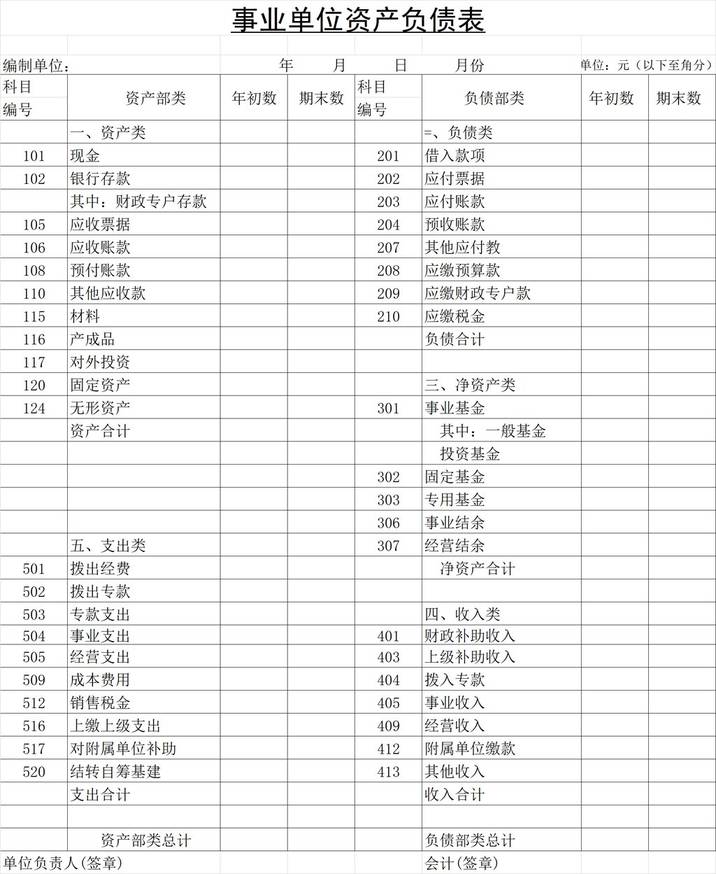 事业单位资产负债表
编制单位: 年 月 日 月份 单位: 元（以下至角分）
科目编号 资产部类 年初数 期末数 科目编号 负债部类 年初数 期末数
一、资产类 =、负债类
101 现金 201 借入款项
102 银行存款 202 应付票据
其中: 财政专户存款 203 应付账款
105 应收票据 204 预收账款
106 应收账款 207 其他应付教
108 预付账款 208 应缴预算款
110 其他应收款 209 应缴财政专户款
115 材料 210 应缴税金
116 产成品 负债合计
117 对外投资
120 固定资产 三、净资产类
124 无形资产 301 事业基金
资产合计 其中: 一般基金
投资基金
302 固定基金
303 专用基金
306 事业结余
五、支出类 307 经营结余
501 拨出经费 净资产合计
502 拨出专款
503 专款支出 四、收入类
504 事业支出 401 财政补助收入
505 经营支出 403 上级补助收入
509 成本费用 404 拨入专款
512 销售税金 405 事业收入
516 上缴上级支出 409 经营收入
517 对附属单位补助 412 附属单位缴款
520 结转自筹基建 413 其他收入
支出合计 收入合计
资产部类总计 负债部类总计
单位负责人(签章) 会计(签章)